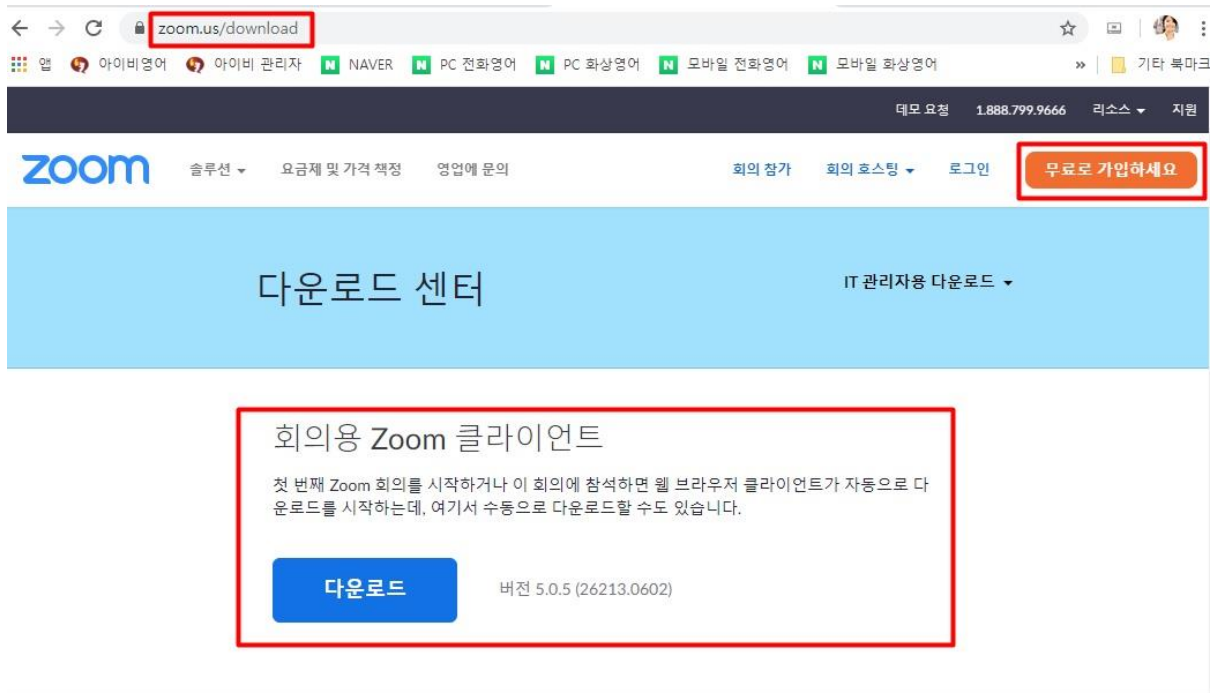 zoom.us/download
앱 아이비영어 아이비 관리자 NAVER PC 전화영어 PC 화상영어 모바일 전화영어 모바일 화상영어 » 기타 북마크
데모 요청 1.888.799.9666 리소스 지원
zoom 솔루션 요금제 및 가격 책정 영업에 문의 회의 참가 회의 호스팅 로그인 무료로 가입하세요
다운로드 센터 IT 관리자용 다운로드
회의용 Zoom 클라이언트
첫 번째 Zoom 회의를 시작하거나 이 회의에 참석하면 웹 브라우저 클라이언트가 자동으로 다
운로드를 시작하는데, 여기서 수동으로 다운로드할 수도 있습니다.
다운로드 버전 5.0.5 (26213.0602)